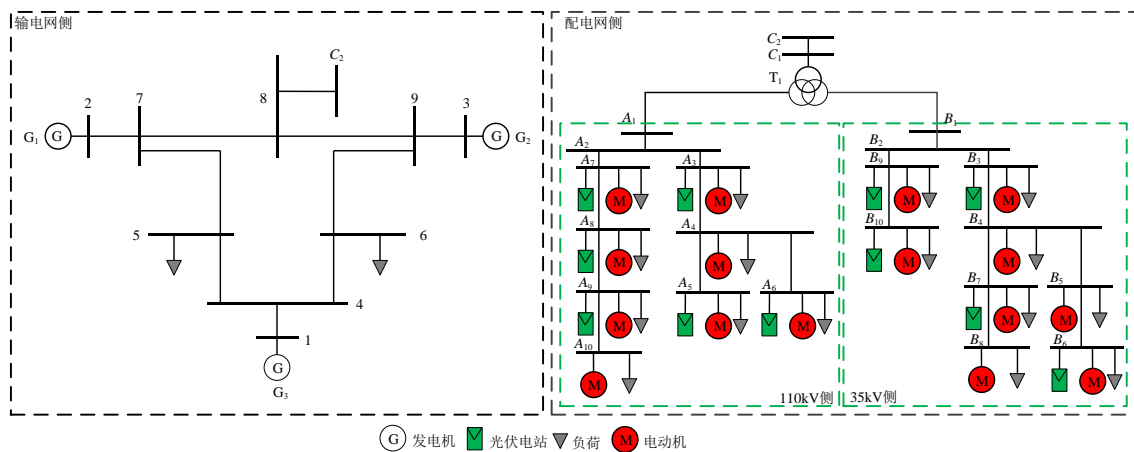 输电网侧
配电网侧
C₂
8
2
7
9
3
G₁
G
G
G₂
5
6
4
1
G
G₃
C₂
C₁
T₁
A₁
A₂
A₇
A₃
M
M
A₈
A₄
M
M
A₉
A₅
A₆
M
M
M
A₁₀
M
110kV侧
B₁
B₂
B₉
B₃
M
M
B₁₀
B₄
M
M
B₇
B₅
M
M
B₈
B₆
M
M
35kV侧
G 发电机 光伏电站 负荷 M 电动机